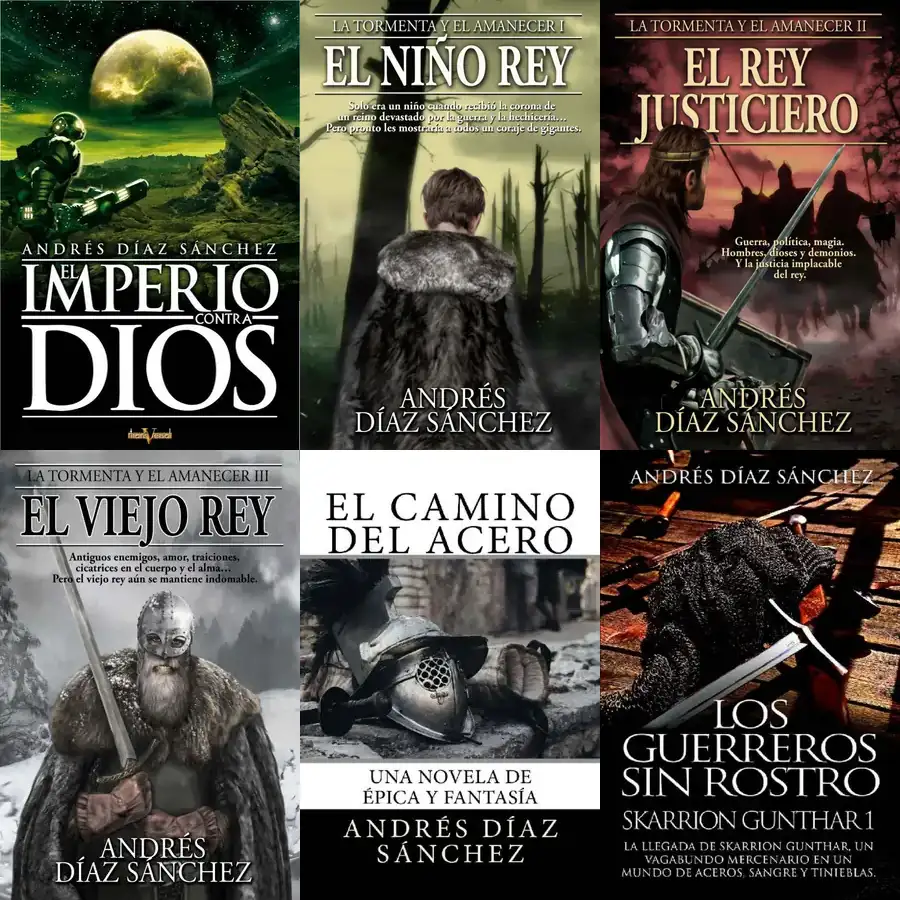 ANDRÉS DÍAZ SÁNCHEZ
EL
IMPERIO
CONTRA
DIOS
LA TORMENTA Y EL AMANECER I
EL NIÑO REY
Solo era un niño cuando recibió la corona de
un reino devastado por la guerra y la hechicería...
Pero pronto les mostraría a todos un coraje de gigantes.
ANDRÉS
DÍAZ SÁNCHEZ
LA TORMENTA Y EL AMANECER II
EL REY
JUSTICIERO
Guerra, política, magia.
Hombres, dioses y demonios.
Y la justicia implacable
del rey.
ANDRÉS
DÍAZ SÁNCHEZ
LA TORMENTA Y EL AMANECER III
EL VIEJO REY
Antiguos enemigos, amor, traiciones,
cicatrices en el cuerpo y el alma...
Pero el viejo rey aún se mantiene indomable.
ANDRÉS
DÍAZ SÁNCHEZ
EL CAMINO
DEL ACERO
UNA NOVELA DE
ÉPICA Y FANTASÍA
ANDRÉS DÍAZ
SÁNCHEZ
ANDRÉS DÍAZ SÁNCHEZ
LOS
GUERREROS
SIN ROSTRO
SKARRION GUNTHAR 1
LA LLEGADA DE SKARRION GUNTHAR, UN
VAGABUNDO MERCENARIO EN UN
MUNDO DE ACEROS, SANGRE Y TINIEBLAS.